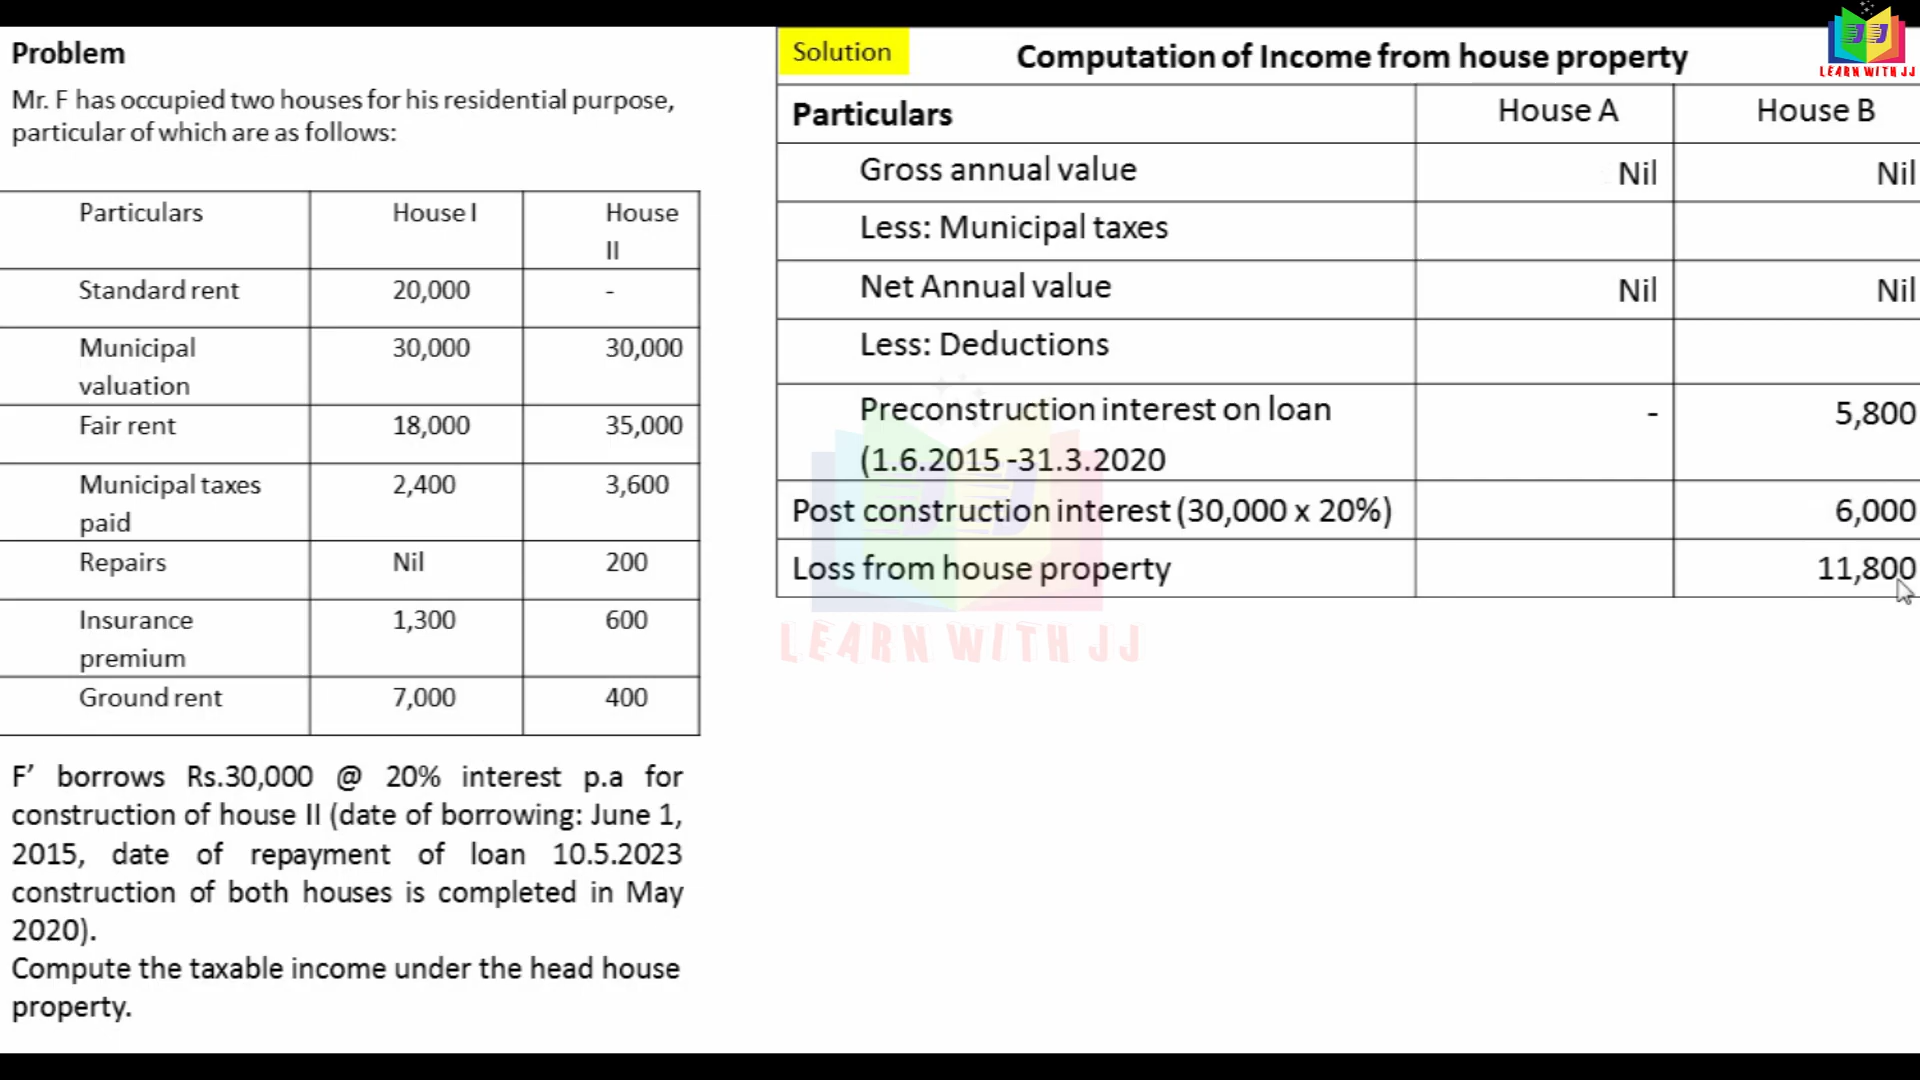 Problem
Mr. F has occupied two houses for his residential purpose,
particular of which are as follows:
Particulars House I House
II
Standard rent 20,000 -
Municipal 30,000 30,000
valuation
Fair rent 18,000 35,000
Municipal taxes 2,400 3,600
paid
Repairs Nil 200
Insurance 1,300 600
premium
Ground rent 7,000 400
F’ borrows Rs.30,000 @ 20% interest p.a for
construction of house II (date of borrowing: June 1,
2015, date of repayment of loan 10.5.2023
construction of both houses is completed in May
2020).
Compute the taxable income under the head house
property.
Solution Computation of Income from house property
Particulars House A House B
Gross annual value Nil Nil
Less: Municipal taxes
Net Annual value Nil Nil
Less: Deductions
Preconstruction interest on loan - 5,800
(1.6.2015 -31.3.2020
Post construction interest (30,000 x 20%) 6,000
Loss from house property 11,800
JJ
LEARN WITH JJ
JJ
LEARN WITH JJ